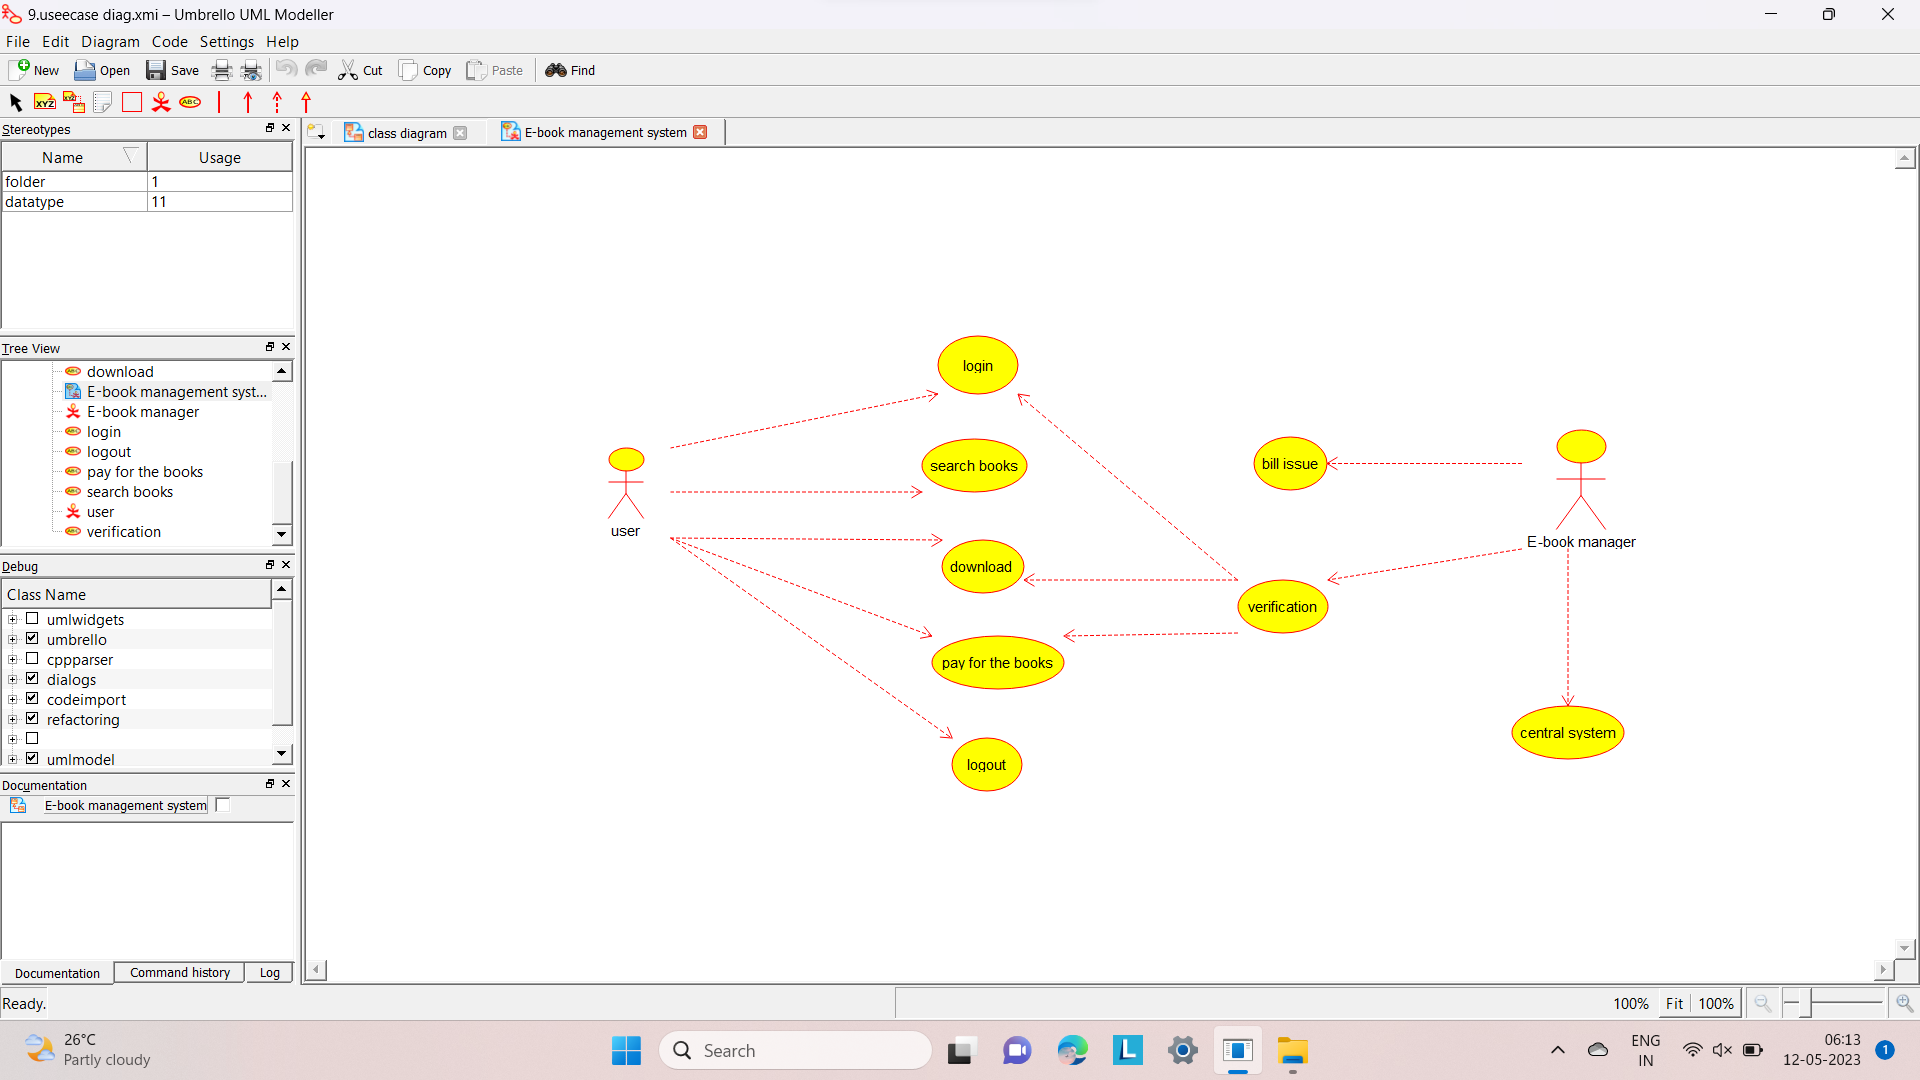 9.useecase diag.xmi – Umbrello UML Modeller
File Edit Diagram Code Settings Help
New Open Save Cut Copy Paste Find
XYZ XYZ ABC
Stereotypes
class diagram E-book management system
Name Usage
folder 1
datatype 11
Tree View
download
E-book management syst...
E-book manager
login
logout
pay for the books
search books
user
verification
Debug
Class Name
umlwidgets
umbrello
cppparser
dialogs
codeimport
refactoring
umlmodel
Documentation
E-book management system
Documentation Command history Log
login
search books
bill issue
user
E-book manager
download
verification
pay for the books
central system
logout
Ready.
100% Fit 100%
26°C
Partly cloudy
Search
L
ENG
IN
06:13
12-05-2023
1